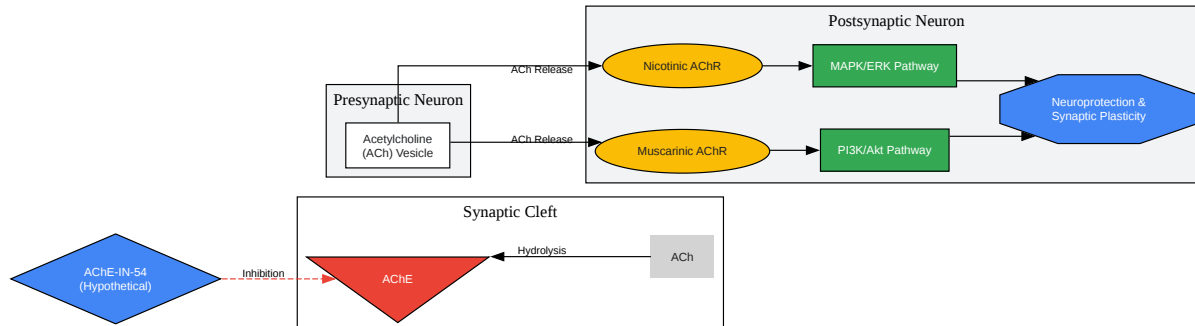 Postsynaptic Neuron
Nicotinic AChR
MAPK/ERK Pathway
ACh Release
Presynaptic Neuron
Neuroprotection &
Synaptic Plasticity
Acetylcholine
(ACh) Vesicle
ACh Release
Muscarinic AChR
PI3K/Akt Pathway
Synaptic Cleft
Hydrolysis
ACh
AChE-IN-54
(Hypothetical)
Inhibition
AChE